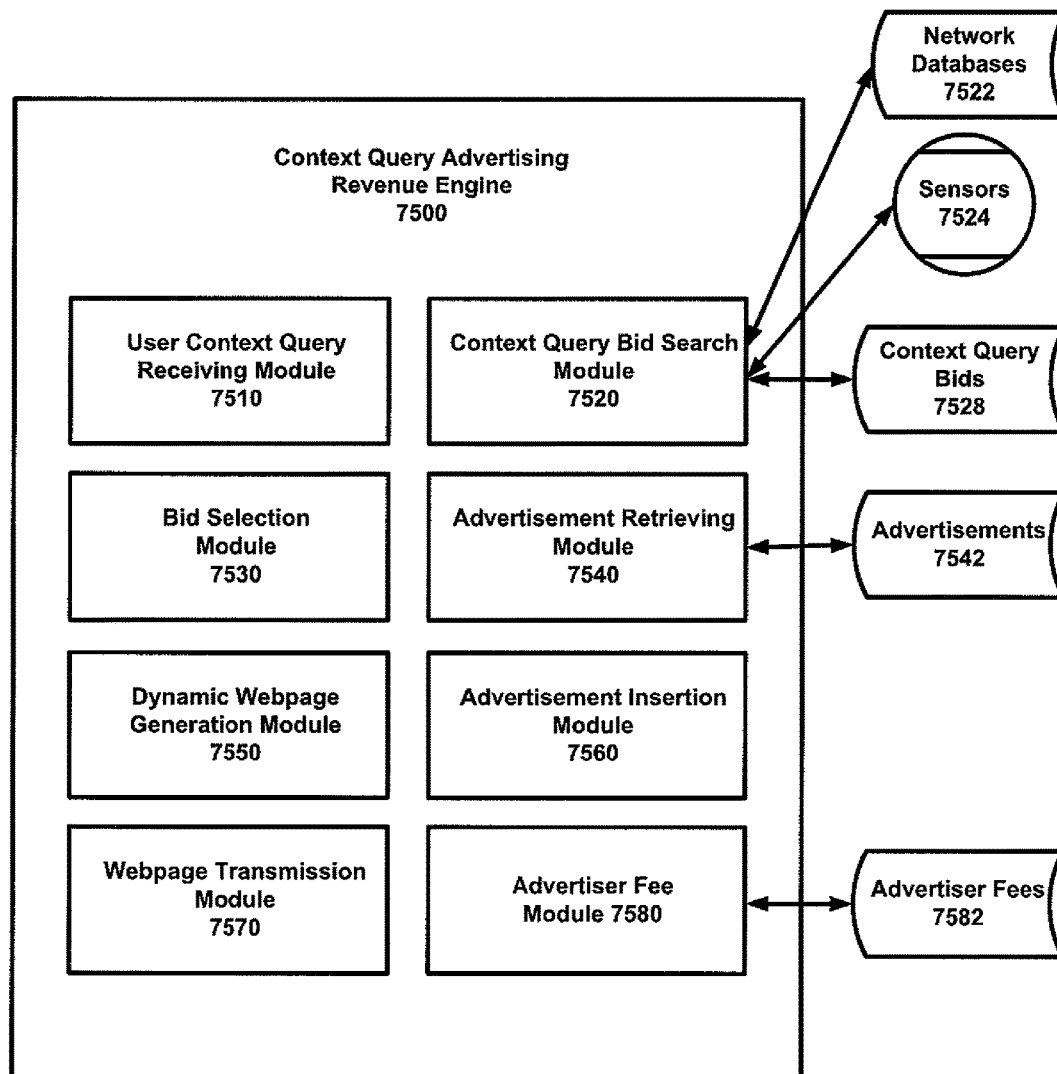 Network
Databases
7522
Context Query Advertising
Revenue Engine
7500
Sensors
7524
User Context Query
Receiving Module
7510
Context Query Bid Search
Module
7520
Context Query
Bids
7528
Bid Selection
Module
7530
Advertisement Retrieving
Module
7540
Advertisements
7542
Dynamic Webpage
Generation Module
7550
Advertisement Insertion
Module
7560
Webpage Transmission
Module
7570
Advertiser Fee
Module 7580
Advertiser Fees
7582